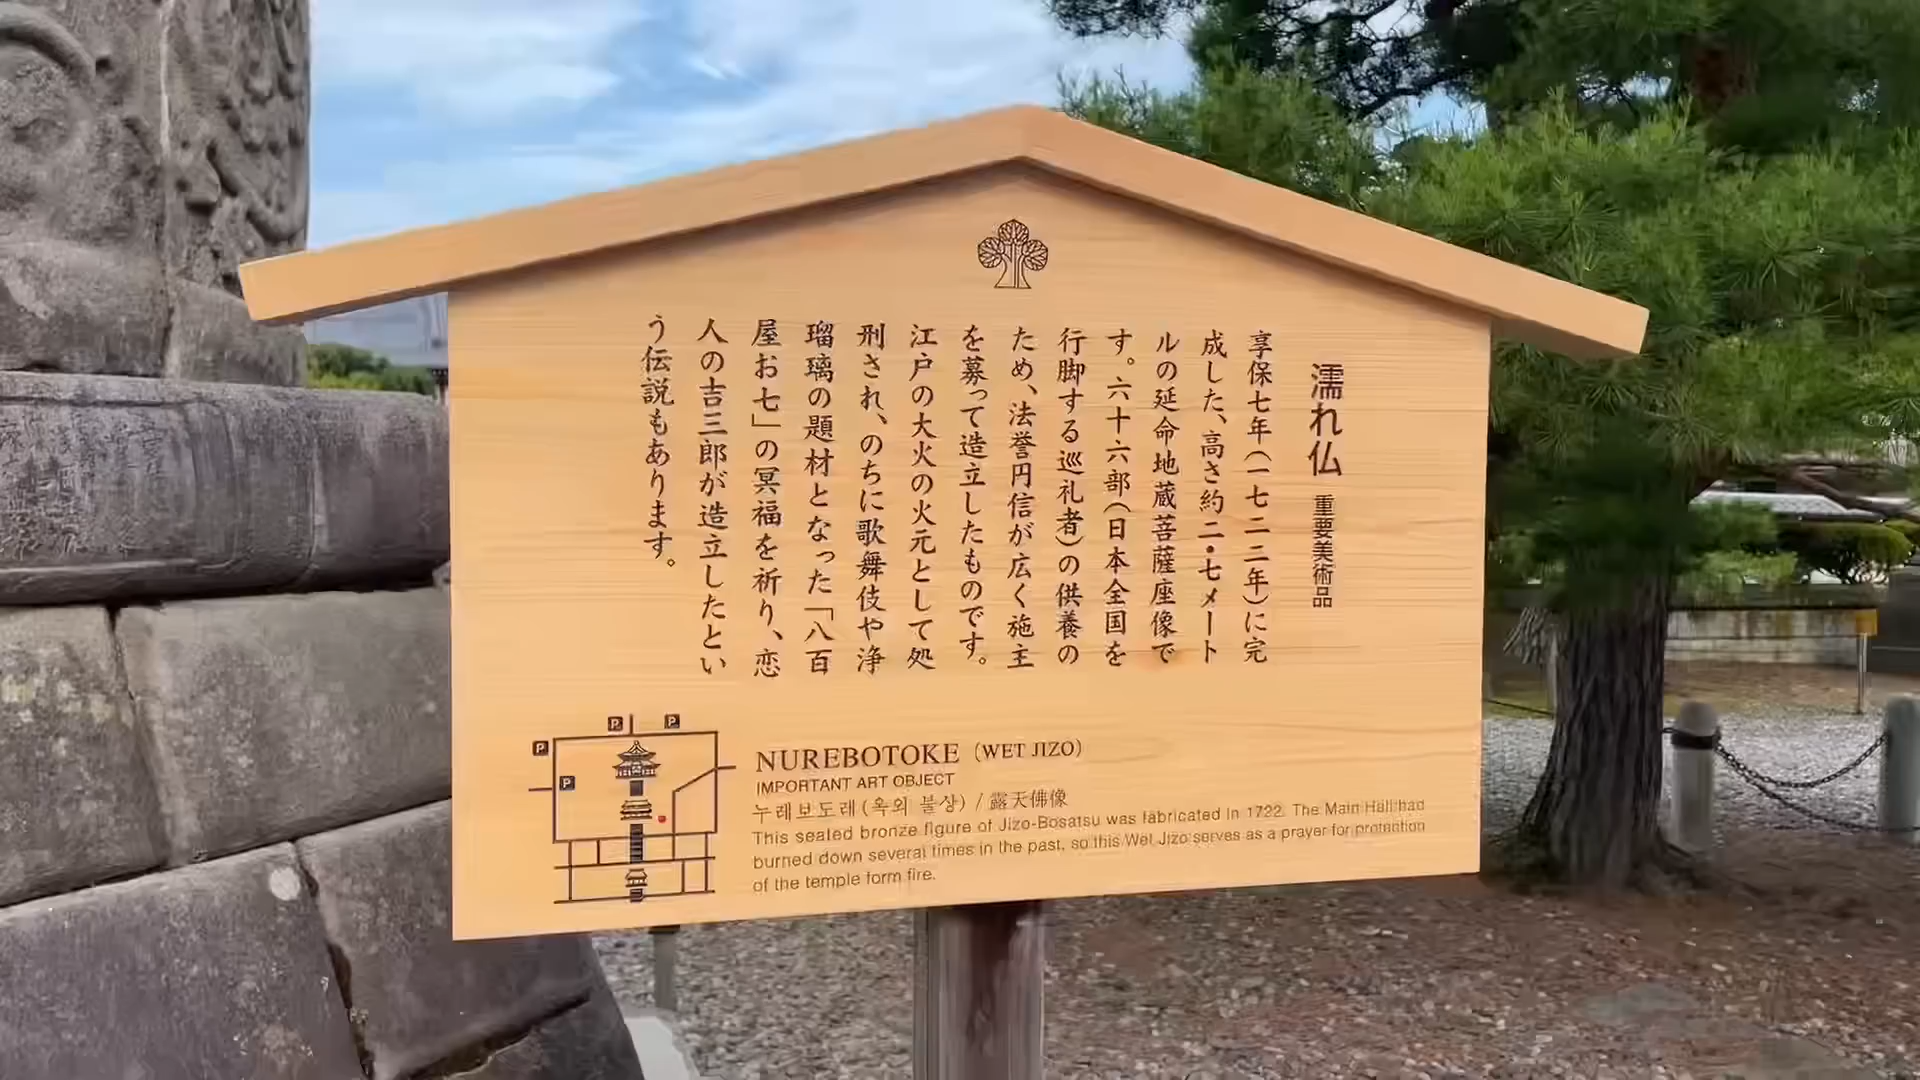 濡れ仏 重要美術品
享保七年(一七二二年)に完
成した、高さ約二・七メート
ルの延命地蔵菩薩座像で
す。六十六部(日本全国を
行脚する巡礼者)の供養の
ため、法誉円信が広く施主
を募って造立したものです。
江戸の大火の火元として処
刑され、のちに歌舞伎や浄
瑠璃の題材となった「八百
屋お七」の冥福を祈り、恋
人の吉三郎が造立したとい
う伝説もあります。
P
P
P
P
NUREBOTOKE (WET JIZO)
IMPORTANT ART OBJECT
누레보도레(옥외 불상) / 露天佛像
This seated bronze figure of Jizo-Bosatsu was fabricated in 1722. The Main Hall had
burned down several times in the past, so this Wet Jizo serves as a prayer for protection
of the temple form fire.